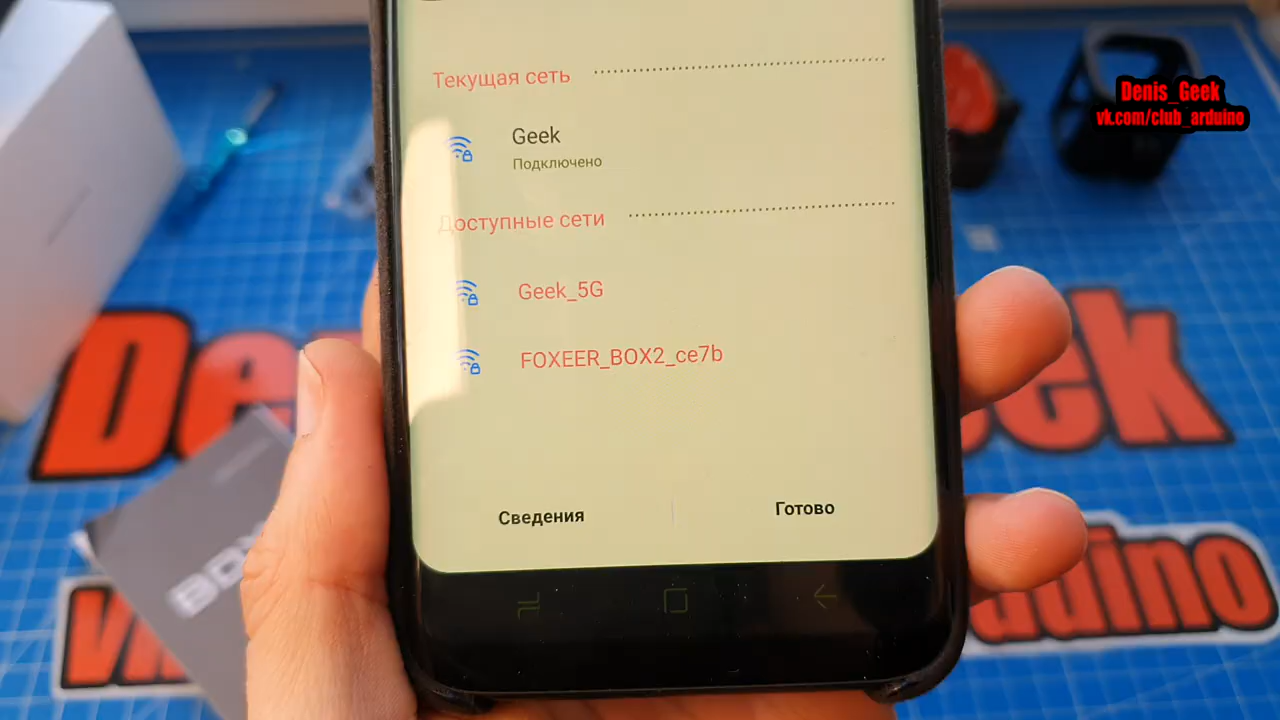 Denis_Geek
vk.com/club_arduino
Текущая сеть
Geek
Подключено
Доступные сети
Geek_5G
FOXEER_BOX2_ce7b
Сведения
Готово